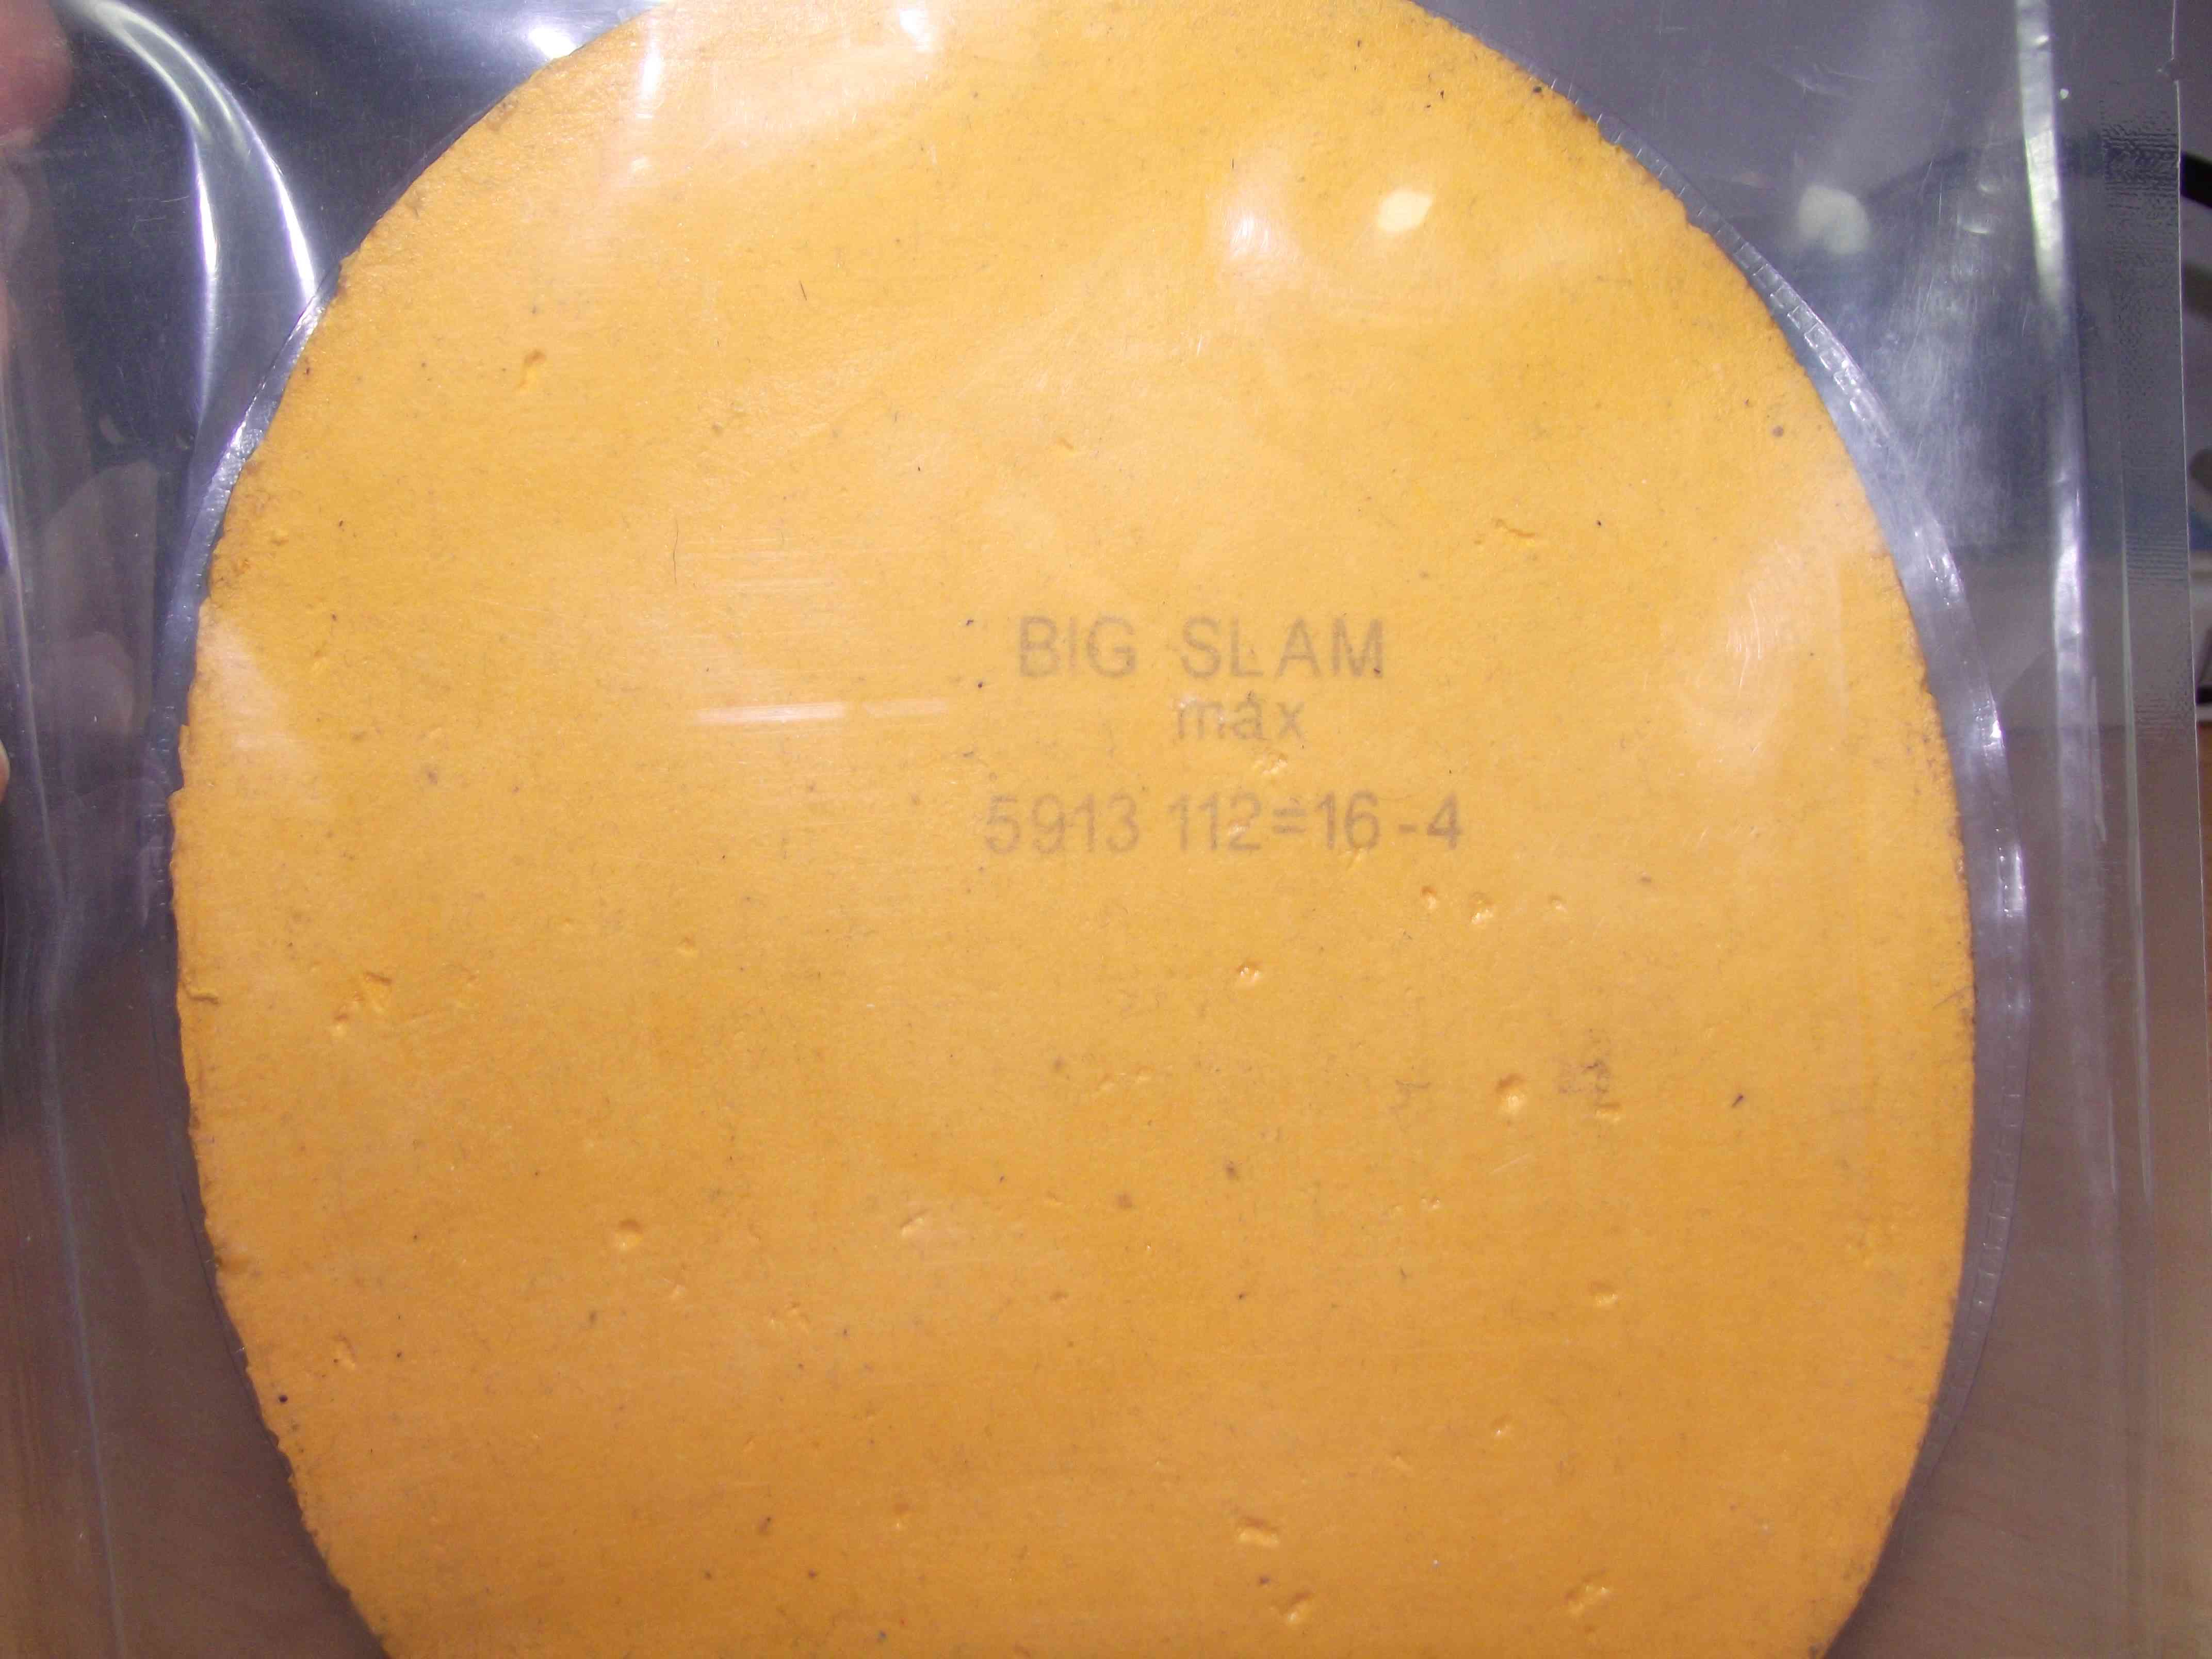 BIG SLAM
max
5913 112=16-4